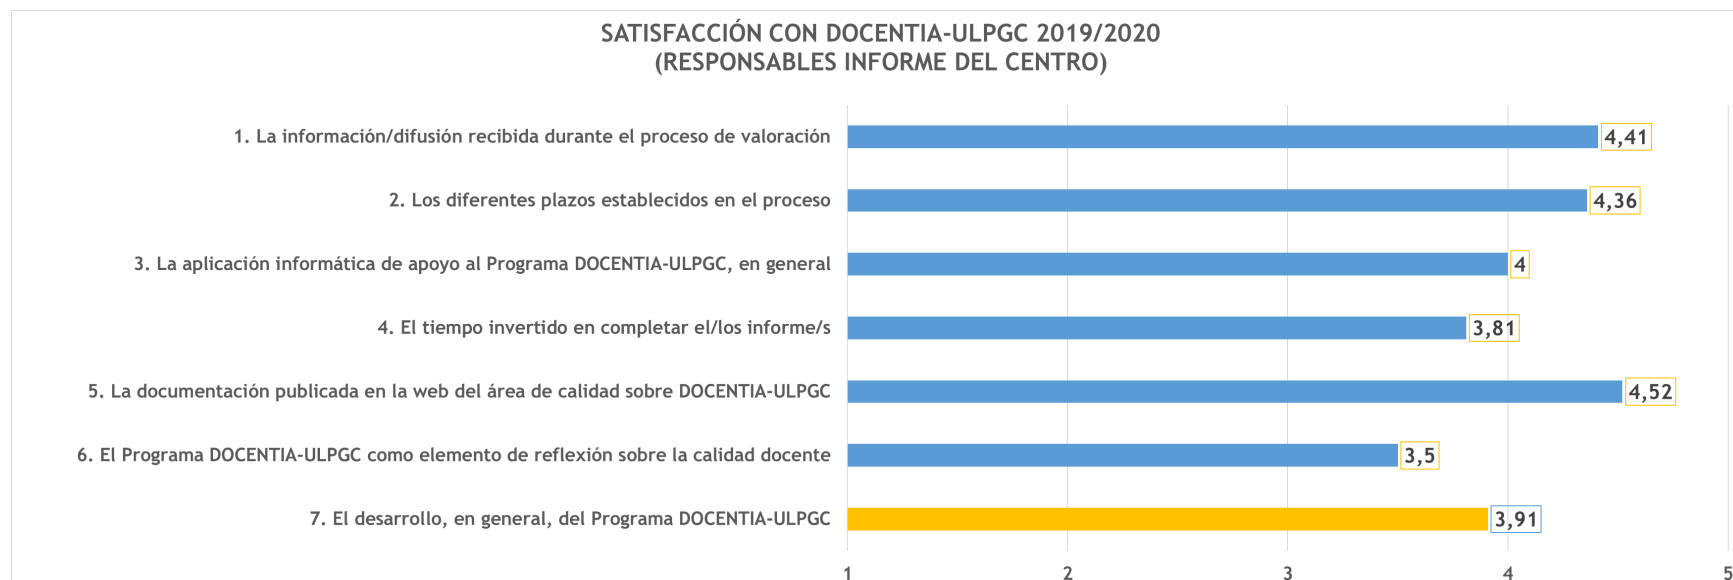 SATISFACCIÓN CON DOCENTIA-ULPGC 2019/2020
(RESPONSABLES INFORME DEL CENTRO)
1. La información/difusión recibida durante el proceso de valoración 4,41
2. Los diferentes plazos establecidos en el proceso 4,36
3. La aplicación informática de apoyo al Programa DOCENTIA-ULPGC, en general 4
4. El tiempo invertido en completar el/los informe/s 3,81
5. La documentación publicada en la web del área de calidad sobre DOCENTIA-ULPGC 4,52
6. El Programa DOCENTIA-ULPGC como elemento de reflexión sobre la calidad docente 3,5
7. El desarrollo, en general, del Programa DOCENTIA-ULPGC 3,91
1 2 3 4 5